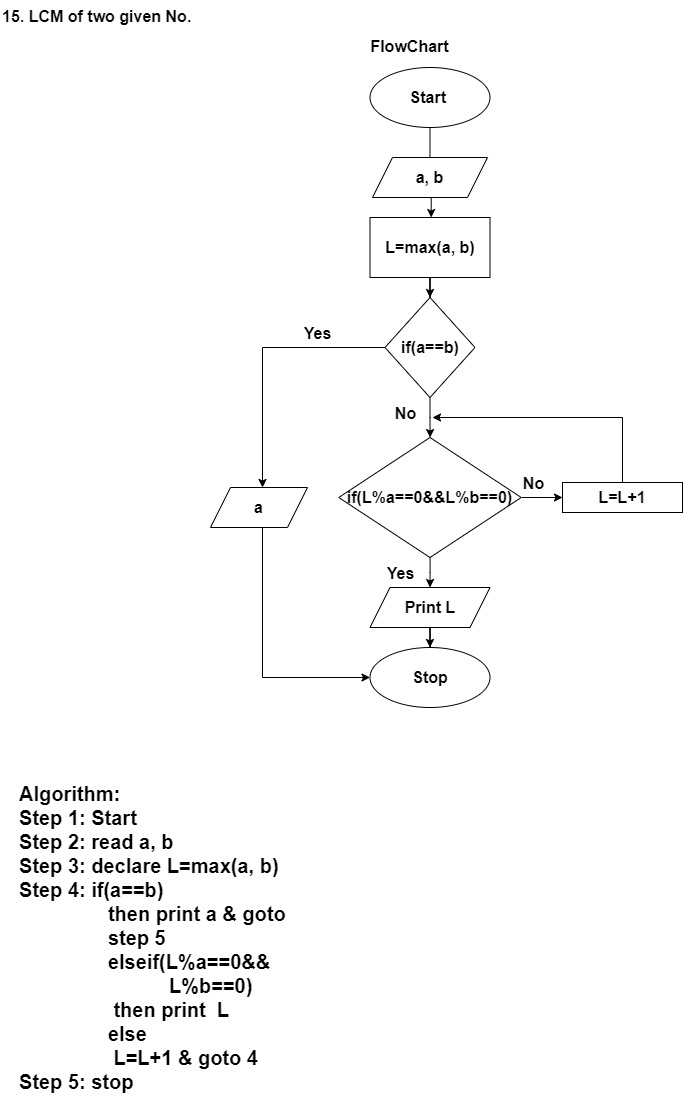 15. LCM of two given No.
FlowChart
Start
a, b
L=max(a, b)
Yes
if(a==b)
No
No
a
if(L%a==0&&L%b==0)
L=L+1
Yes
Print L
Stop
Algorithm:
Step 1: Start
Step 2: read a, b
Step 3: declare L=max(a, b)
Step 4: if(a==b)
then print a & goto
step 5
elseif(L%a==0&&
L%b==0)
then print L
else
L=L+1 & goto 4
Step 5: stop